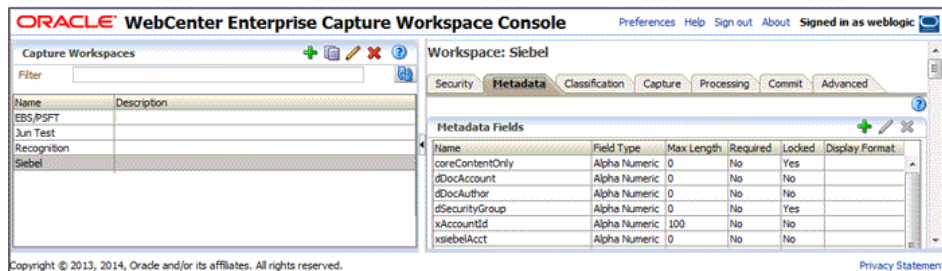 ORACLE WebCenter Enterprise Capture Workspace Console Preferences Help Sign out About Signed in as weblogic
Capture Workspaces
Filter
Name Description
EBS/PSFT
Jun Test
Recognition
Siebel
Workspace: Siebel
Security Metadata Classification Capture Processing Commit Advanced
Metadata Fields
Name Field Type Max Length Required Locked Display Format
coreContentOnly Alpha Numeric 0 No Yes
dDocAccount Alpha Numeric 0 No No
dDocAuthor Alpha Numeric 0 No No
dSecurityGroup Alpha Numeric 0 No Yes
xAccountId Alpha Numeric 100 No No
xsiebelAcct Alpha Numeric 0 No No
Copyright © 2013, 2014, Oracle and/or its affiliates. All rights reserved. Privacy Statement